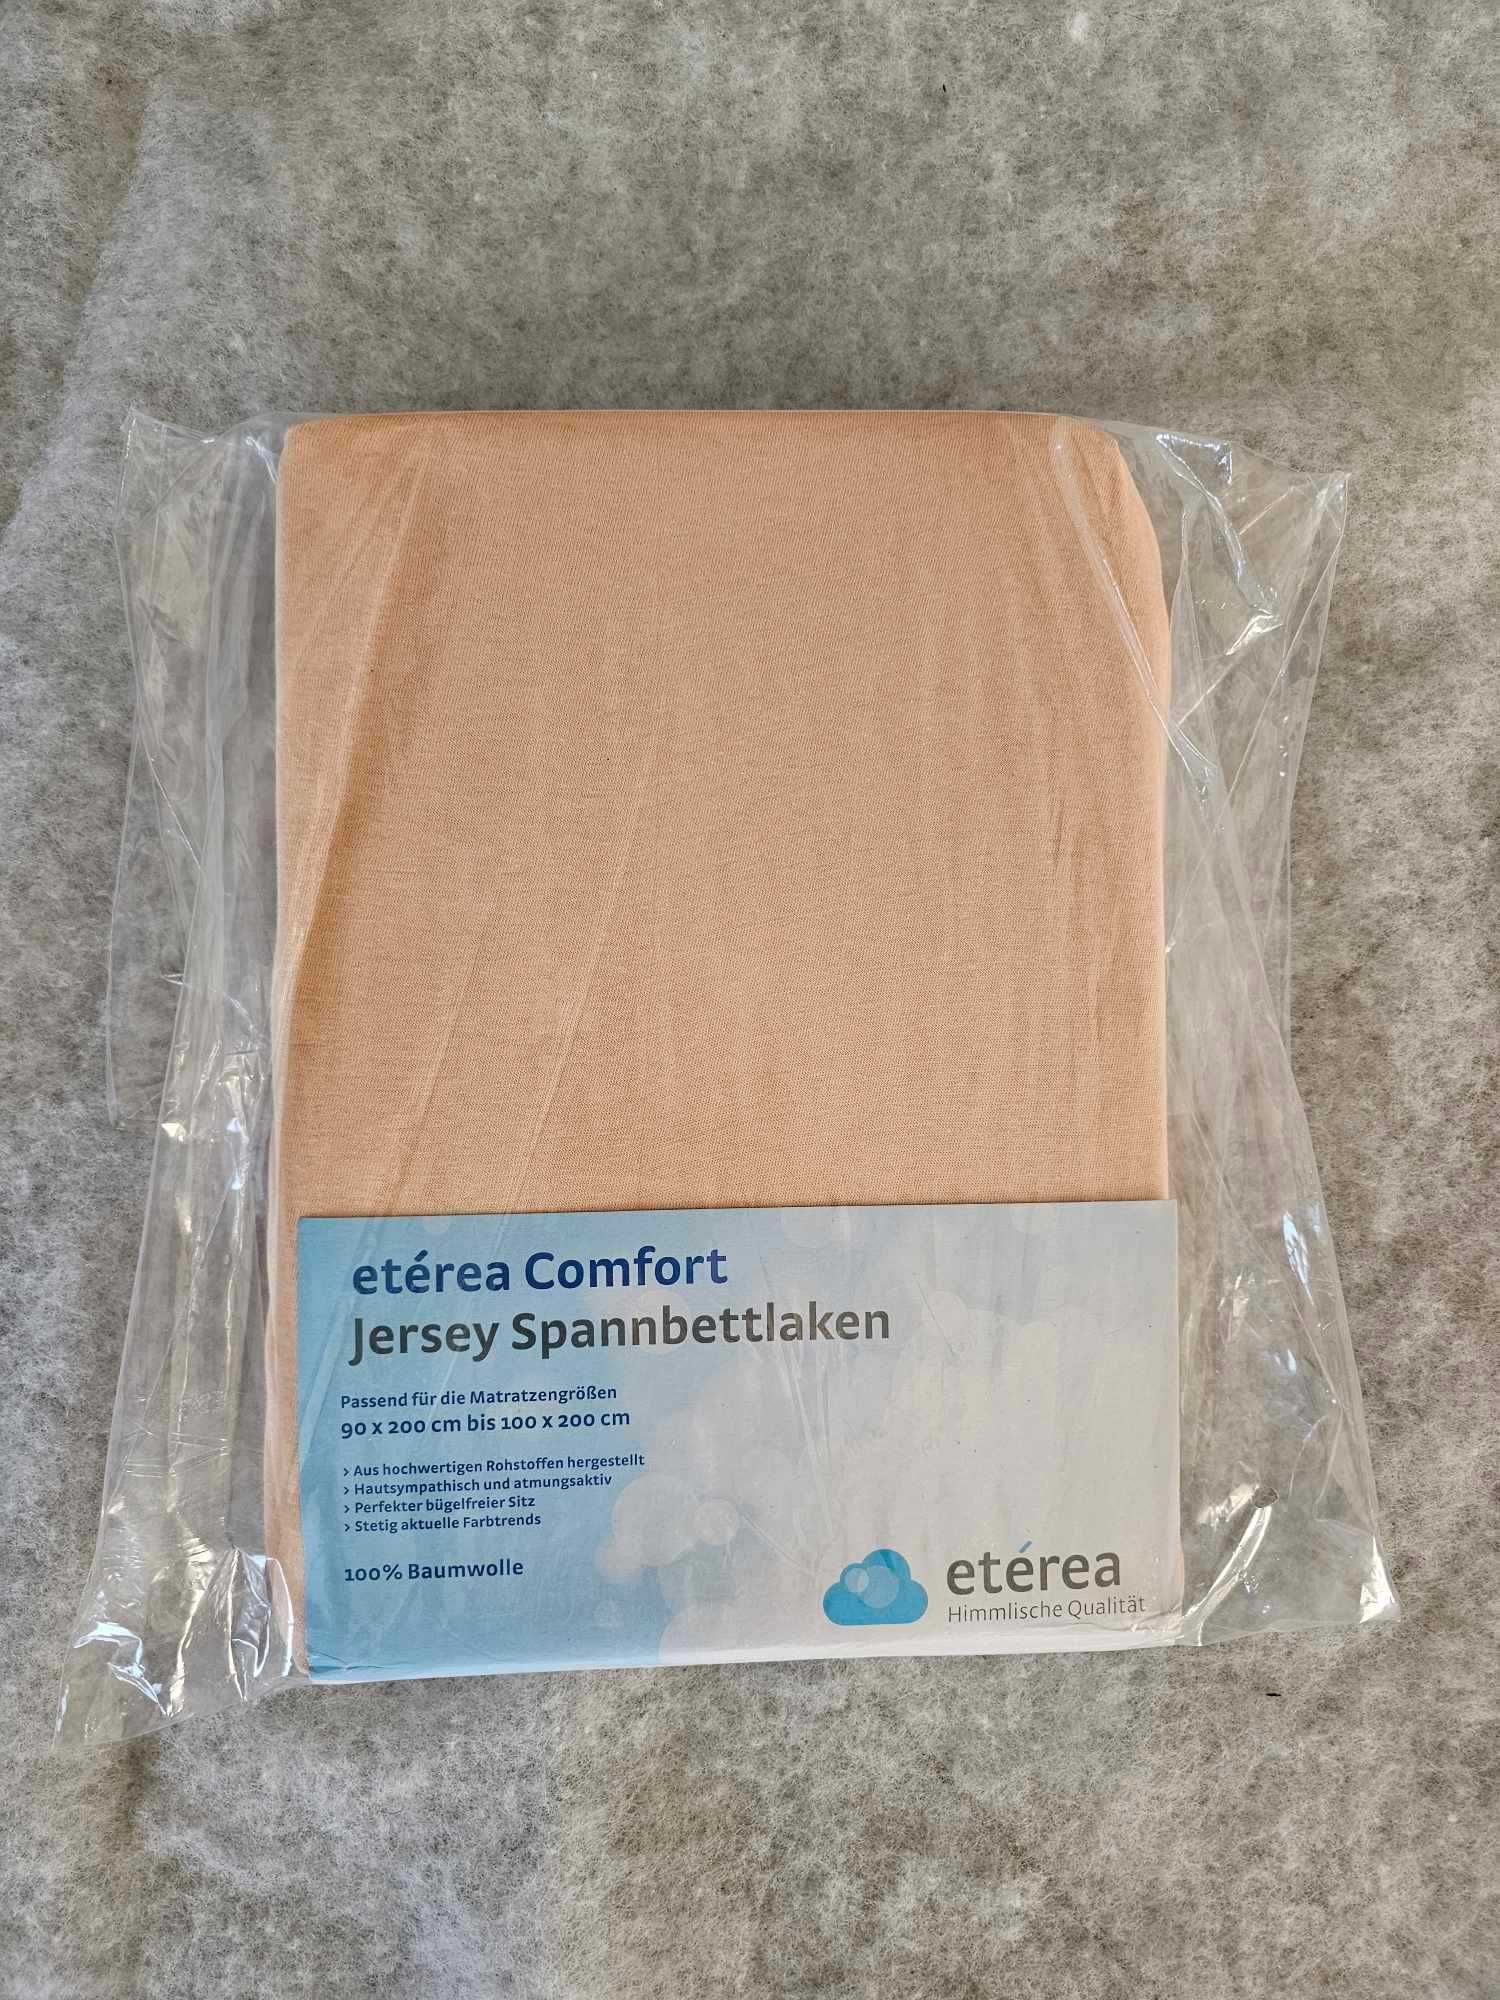 etérea Comfort
Jersey Spannbettlaken
Passend für die Matratzengrößen
90 x 200 cm bis 100 x 200 cm
> Aus hochwertigen Rohstoffen hergestellt
> Hautsympathisch und atmungsaktiv
> Perfekter bügelfreier Sitz
> Stetig aktuelle Farbtrends
100% Baumwolle
etérea
Himmlische Qualität